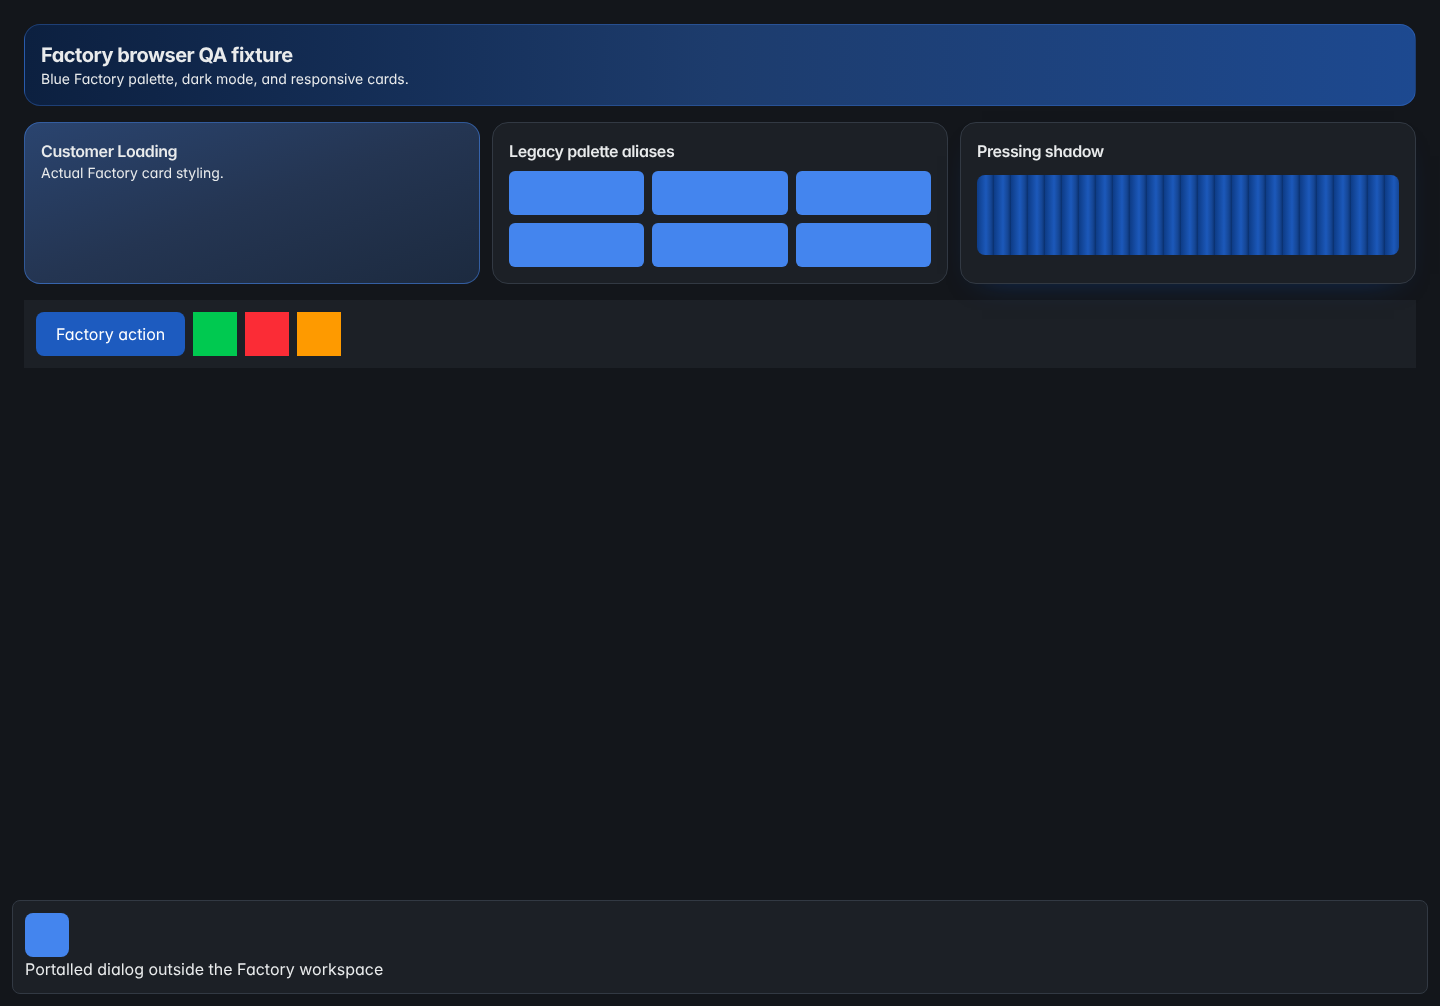 Factory browser QA fixture
Blue Factory palette, dark mode, and responsive cards.
Customer Loading
Actual Factory card styling.
Legacy palette aliases
Pressing shadow
Factory action
Portalled dialog outside the Factory workspace